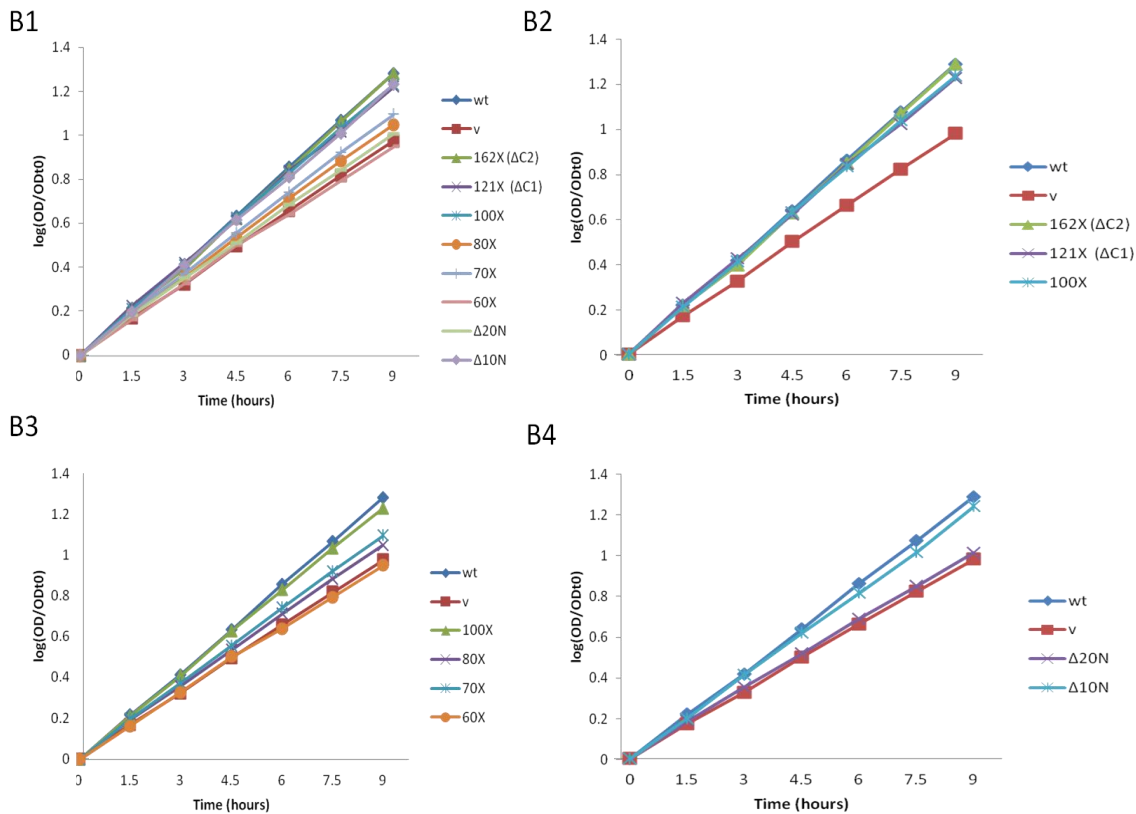 B1
1.4
1.2
1
0.8
0.6
0.4
0.2
0
log(OD/ODt0)
0 1.5 3 4.5 6 7.5 9
Time (hours)
wt
v
162X (ΔC2)
121X (ΔC1)
100X
80X
70X
60X
Δ20N
Δ10N
B2
1.4
1.2
1
0.8
0.6
0.4
0.2
0
log(OD/ODt0)
0 1.5 3 4.5 6 7.5 9
Time (hours)
wt
v
162X (ΔC2)
121X (ΔC1)
100X
B3
1.4
1.2
1
0.8
0.6
0.4
0.2
0
log(OD/ODt0)
0 1.5 3 4.5 6 7.5 9
Time (hours)
wt
v
100X
80X
70X
60X
B4
1.4
1.2
1
0.8
0.6
0.4
0.2
0
log(OD/ODt0)
0 1.5 3 4.5 6 7.5 9
Time (hours)
wt
v
Δ20N
Δ10N